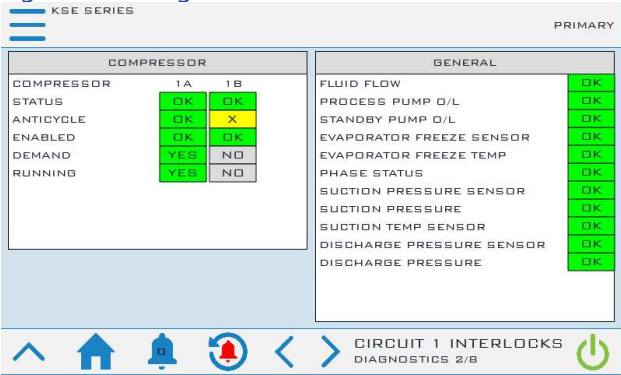 KSE SERIES
PRIMARY
COMPRESSOR
COMPRESSOR 1A 1B
STATUS OK OK
ANTICYCLE OK X
ENABLED OK OK
DEMAND YES NO
RUNNING YES NO
GENERAL
FLUID FLOW OK
PROCESS PUMP O/L OK
STANDBY PUMP O/L OK
EVAPORATOR FREEZE SENSOR OK
EVAPORATOR FREEZE TEMP OK
PHASE STATUS OK
SUCTION PRESSURE SENSOR OK
SUCTION PRESSURE OK
SUCTION TEMP SENSOR OK
DISCHARGE PRESSURE SENSOR OK
DISCHARGE PRESSURE OK
0
CIRCUIT 1 INTERLOCKS
DIAGNOSTICS 2/8